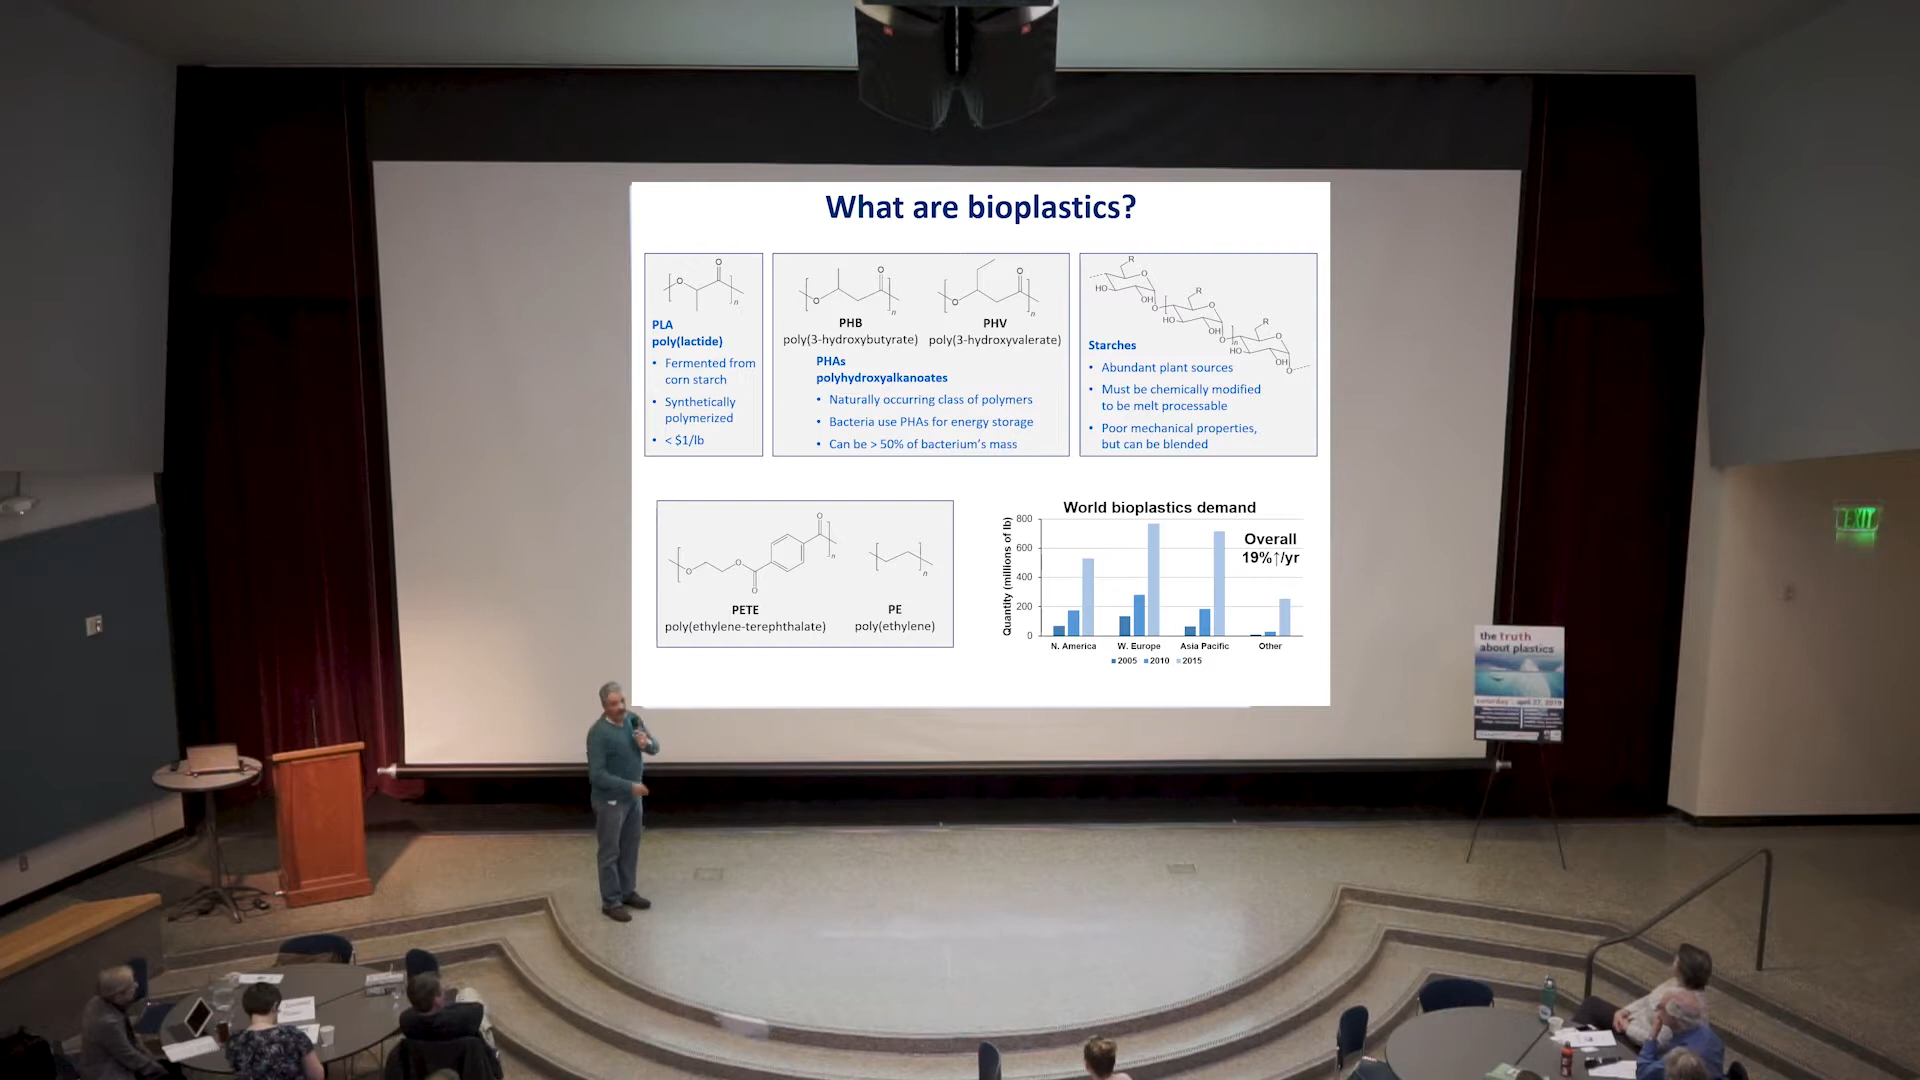 What are bioplastics?
PLA
poly(lactide)
• Fermented from
corn starch
• Synthetically
polymerized
• < $1/lb
PHB
poly(3-hydroxybutyrate)
PHV
poly(3-hydroxyvalerate)
PHAs
polyhydroxyalkanoates
• Naturally occurring class of polymers
• Bacteria use PHAs for energy storage
• Can be > 50% of bacterium's mass
Starches
• Abundant plant sources
• Must be chemically modified
to be melt processable
• Poor mechanical properties,
but can be blended
PETE
poly(ethylene-terephthalate)
PE
poly(ethylene)
World bioplastics demand
Quantity (millions of lb)
800
600
400
200
0
Overall
19%↑/yr
N. America W. Europe Asia Pacific Other
2005 2010 2015
EXIT
the truth
about plastics
saturday april 27, 2019